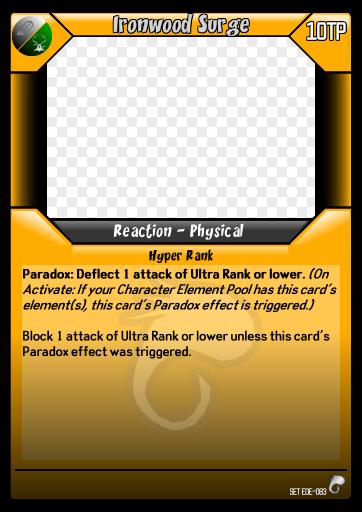 Ironwood Surge
10TP
Reaction - Physical
Hyper Rank
Paradox: Deflect 1 attack of Ultra Rank or lower. (On
Activate: If your Character Element Pool has this card's
element(s), this card's Paradox effect is triggered.)
Block 1 attack of Ultra Rank or lower unless this card's
Paradox effect was triggered.
SET EOE-083